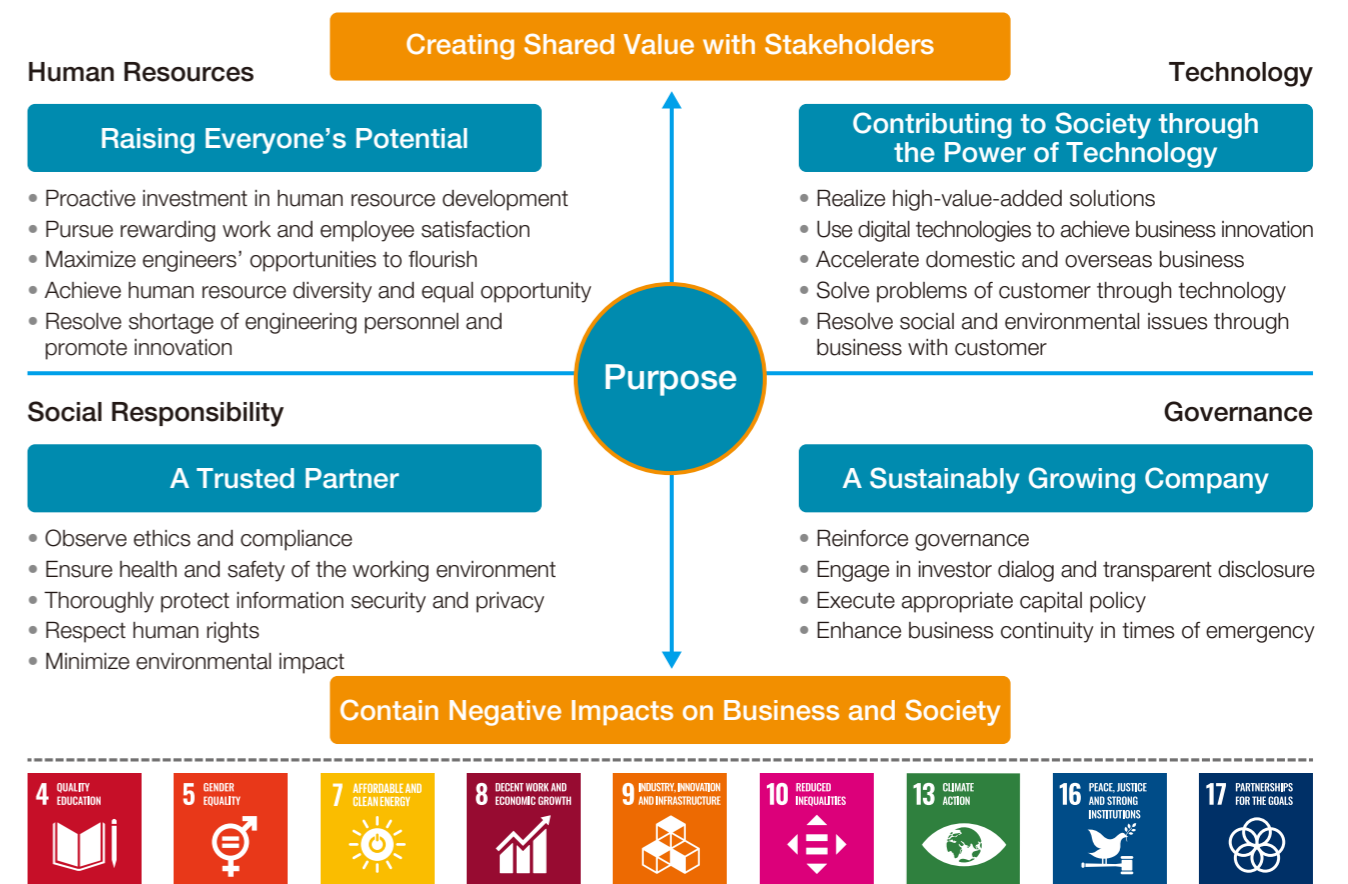 Creating Shared Value with Stakeholders
Human Resources
Raising Everyone's Potential
• Proactive investment in human resource development
• Pursue rewarding work and employee satisfaction
• Maximize engineers' opportunities to flourish
• Achieve human resource diversity and equal opportunity
• Resolve shortage of engineering personnel and
promote innovation
Technology
Contributing to Society through
the Power of Technology
• Realize high-value-added solutions
• Use digital technologies to achieve business innovation
• Accelerate domestic and overseas business
• Solve problems of customer through technology
• Resolve social and environmental issues through
business with customer
Purpose
Social Responsibility
A Trusted Partner
• Observe ethics and compliance
• Ensure health and safety of the working environment
• Thoroughly protect information security and privacy
• Respect human rights
• Minimize environmental impact
Governance
A Sustainably Growing Company
• Reinforce governance
• Engage in investor dialog and transparent disclosure
• Execute appropriate capital policy
• Enhance business continuity in times of emergency
Contain Negative Impacts on Business and Society
4 QUALITY
EDUCATION
5 GENDER
EQUALITY
7 AFFORDABLE AND
CLEAN ENERGY
8 DECENT WORK AND
ECONOMIC GROWTH
9 INDUSTRY, INNOVATION
AND INFRASTRUCTURE
10 REDUCED
INEQUALITIES
13 CLIMATE
ACTION
16 PEACE, JUSTICE
AND STRONG
INSTITUTIONS
17 PARTNERSHIPS
FOR THE GOALS